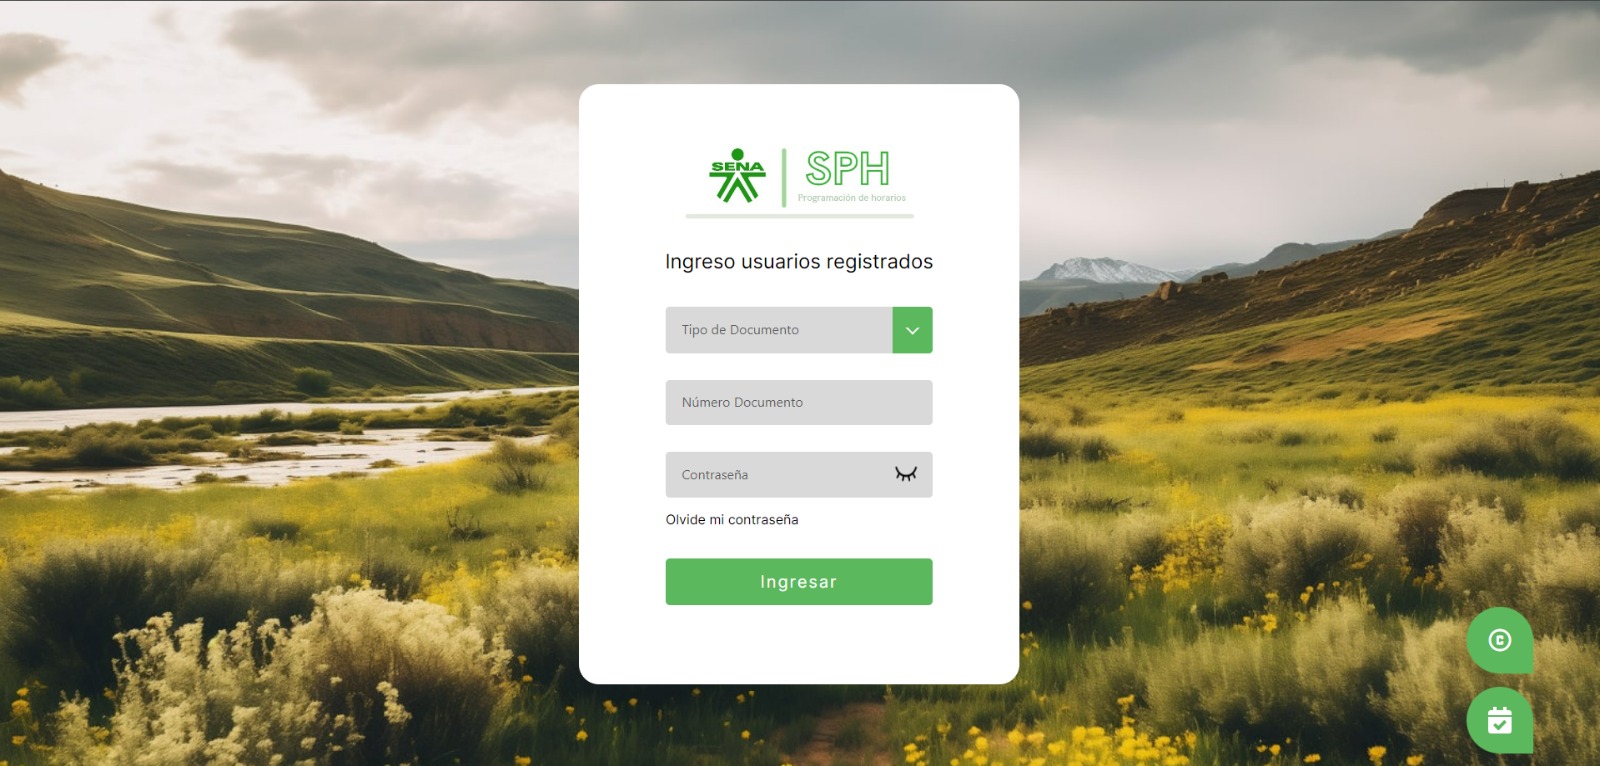 SENA
SPH
Programación de horarios
Ingreso usuarios registrados
Tipo de Documento
Número Documento
Contraseña
Olvide mi contraseña
Ingresar